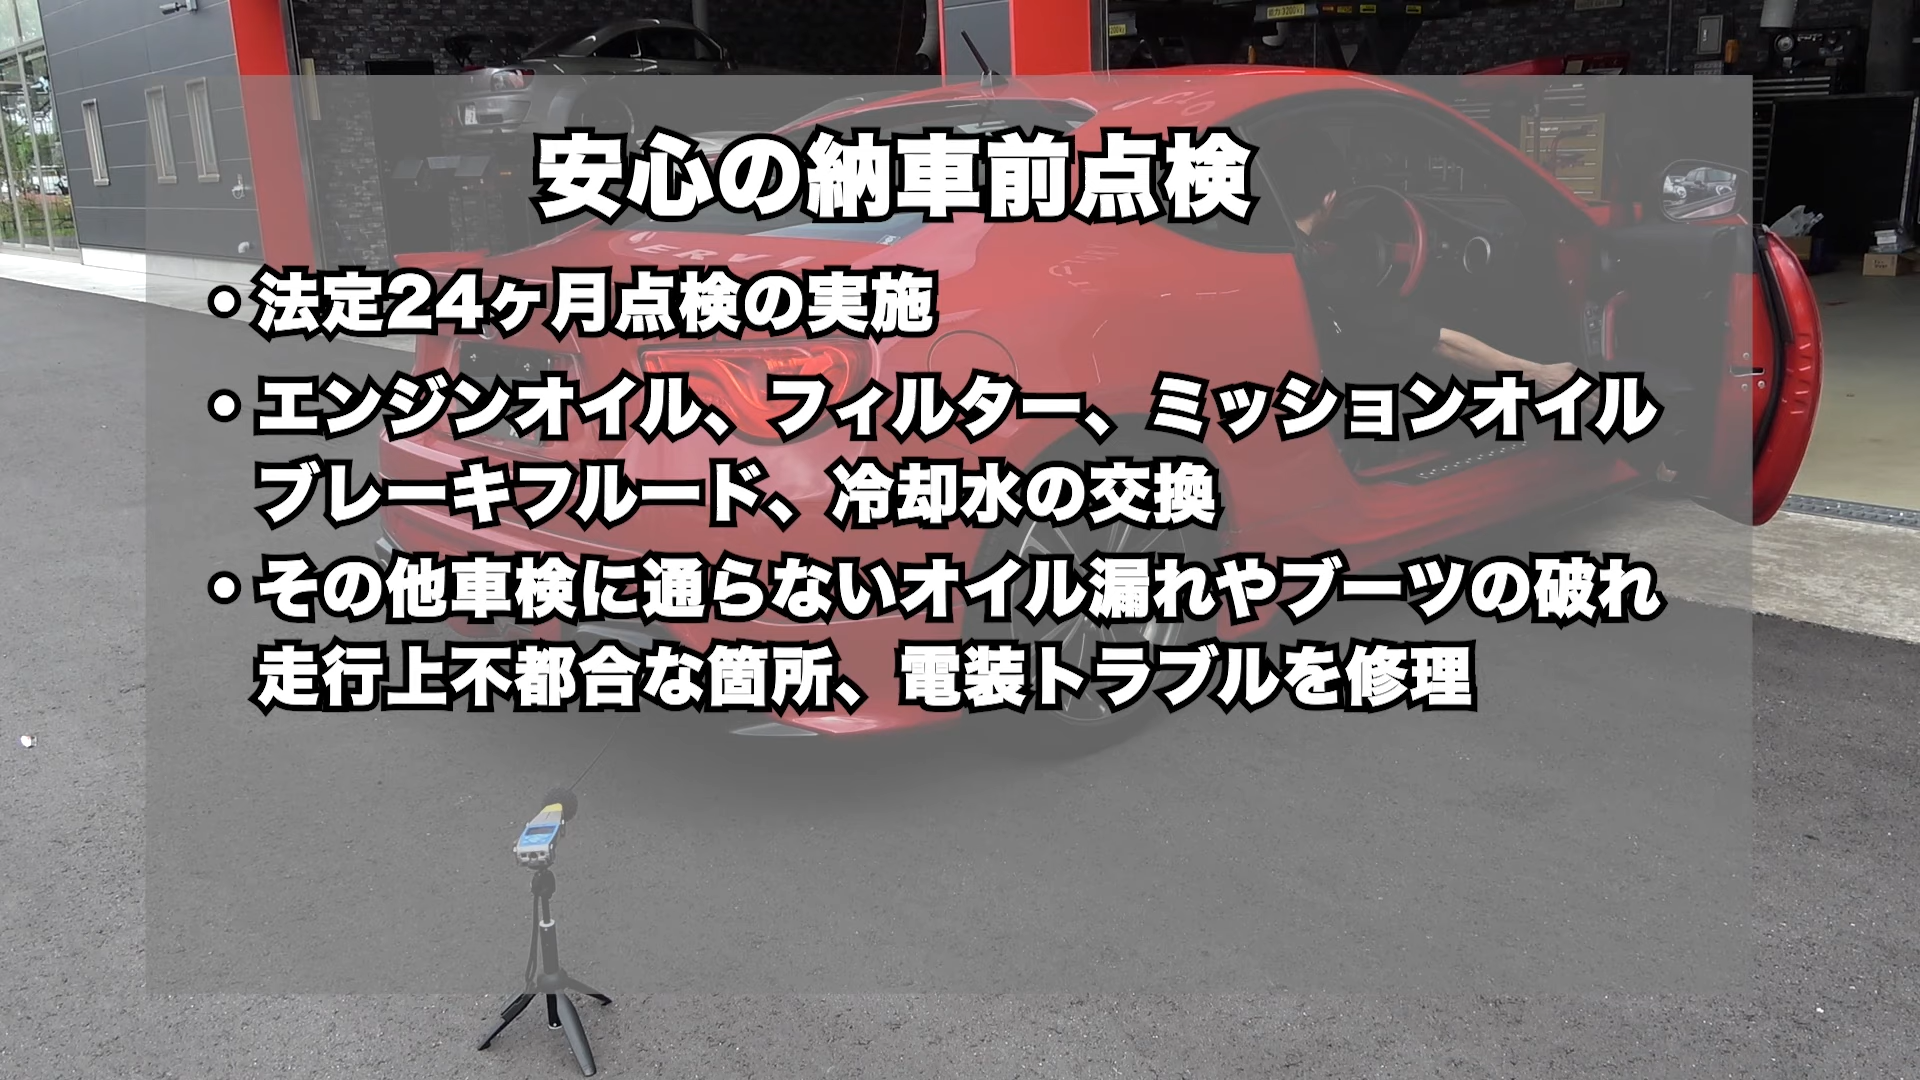 安心の納車前点検
・法定24ヶ月点検の実施
・エンジンオイル、フィルター、ミッションオイル
ブレーキフルード、冷却水の交換
・その他車検に通らないオイル漏れやブーツの破れ
走行上不都合な箇所、電装トラブルを修理